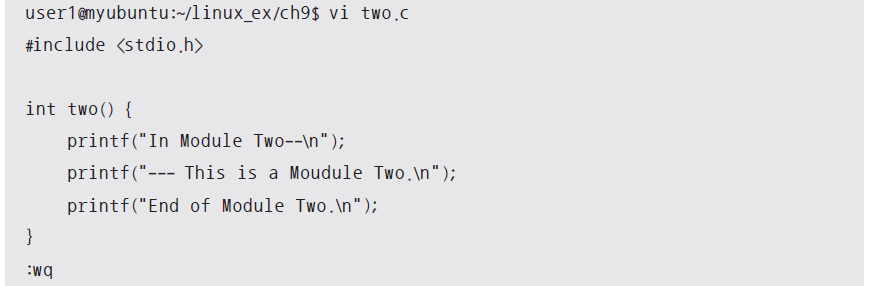 user1@myubuntu:~/linux_ex/ch9$ vi two.c
#include <stdio.h>
int two() {
printf("In Module Two--\n");
printf("--- This is a Moudule Two.\n");
printf("End of Module Two.\n");
}
:wq